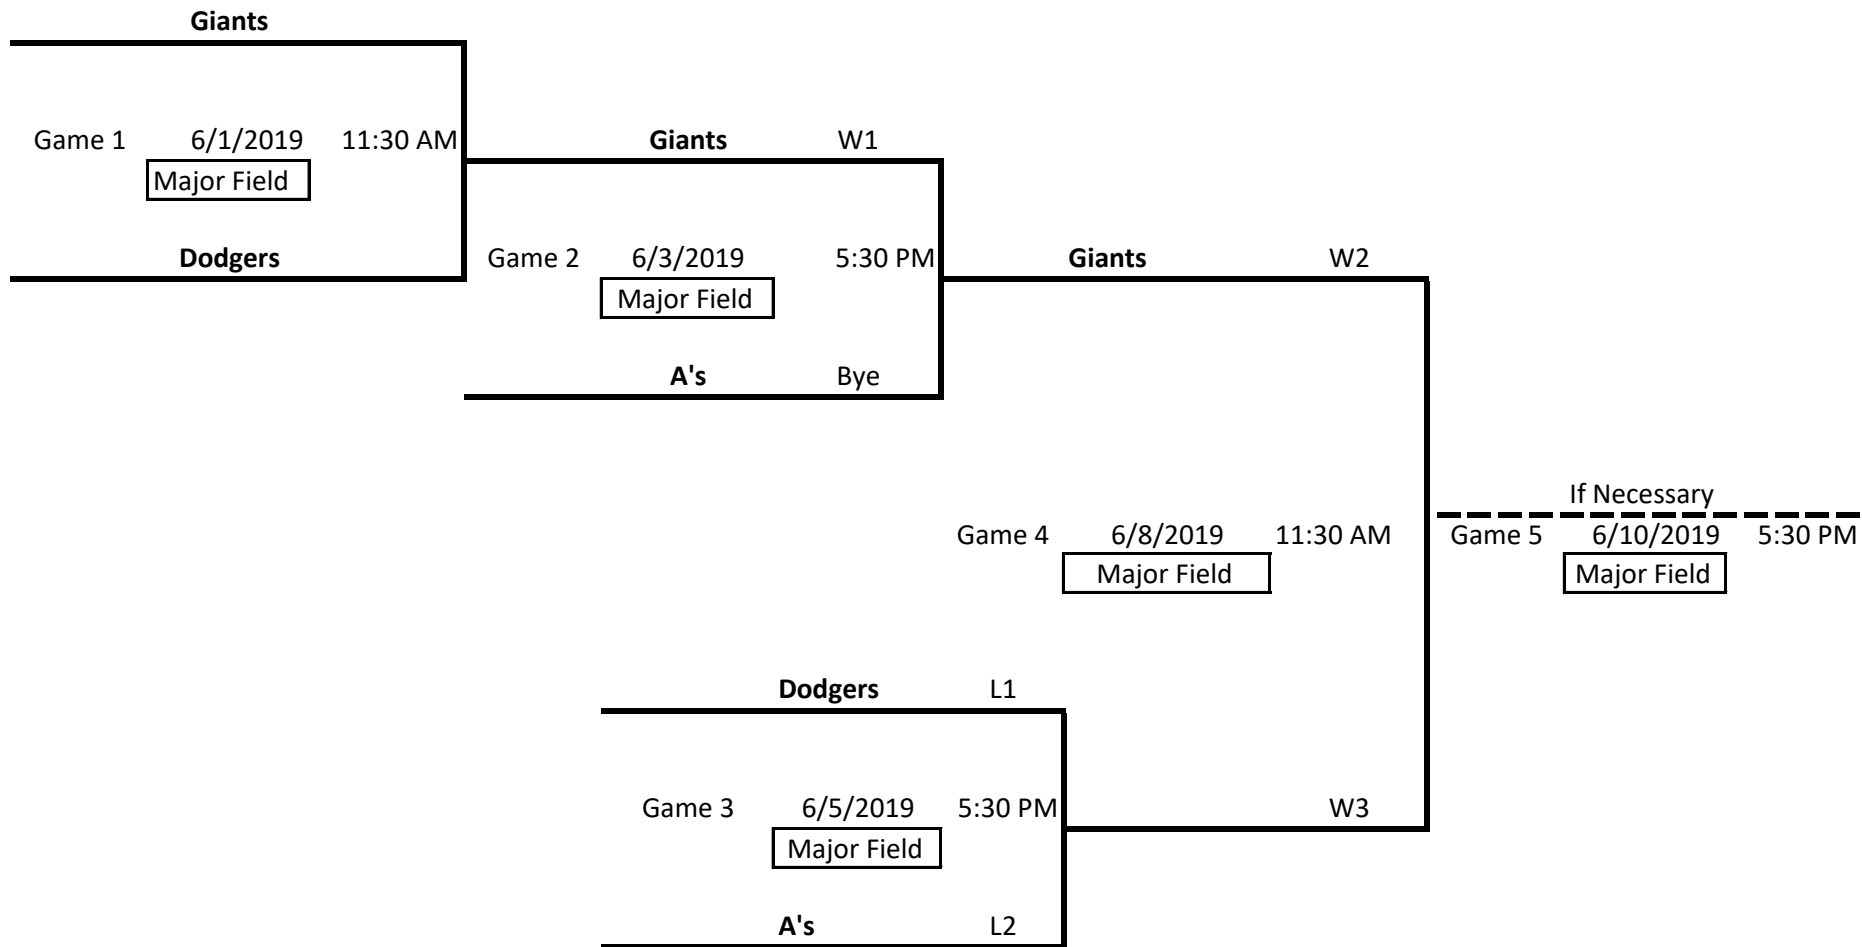 Giants
Game 1 6/1/2019 11:30 AM
Major Field
Dodgers
Giants W1
Game 2 6/3/2019 5:30 PM
Major Field
A's Bye
Giants W2
Game 4 6/8/2019 11:30 AM
Major Field
If Necessary
Game 5 6/10/2019 5:30 PM
Major Field
Dodgers L1
Game 3 6/5/2019 5:30 PM
Major Field
A's L2
W3